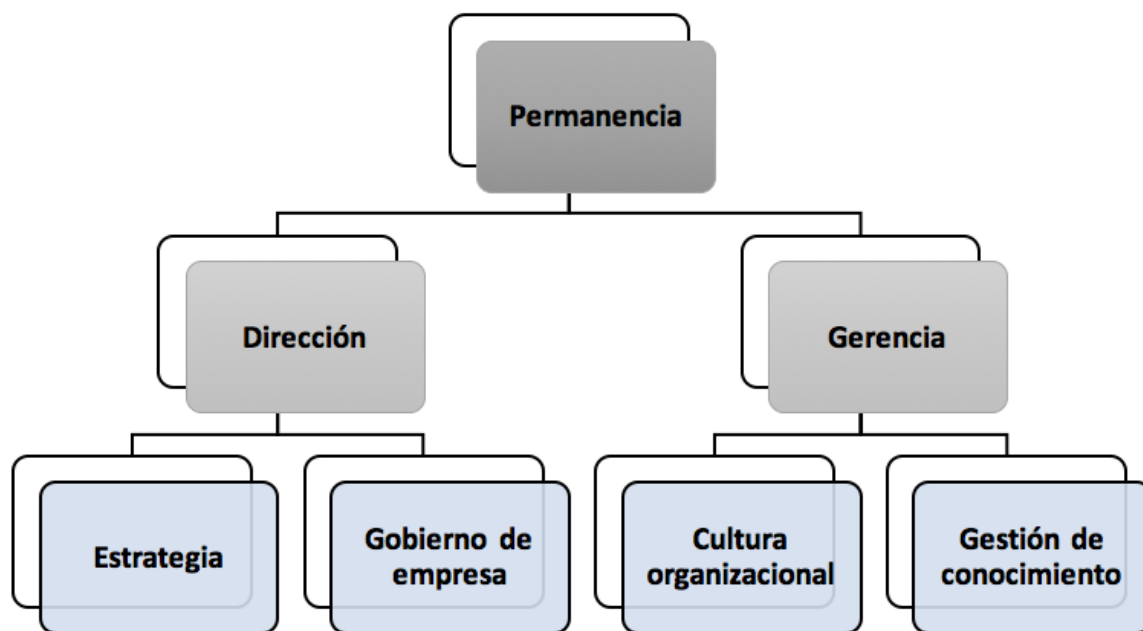 Permanencia
Dirección
Gerencia
Estrategia
Gobierno de
empresa
Cultura
organizacional
Gestión de
conocimiento